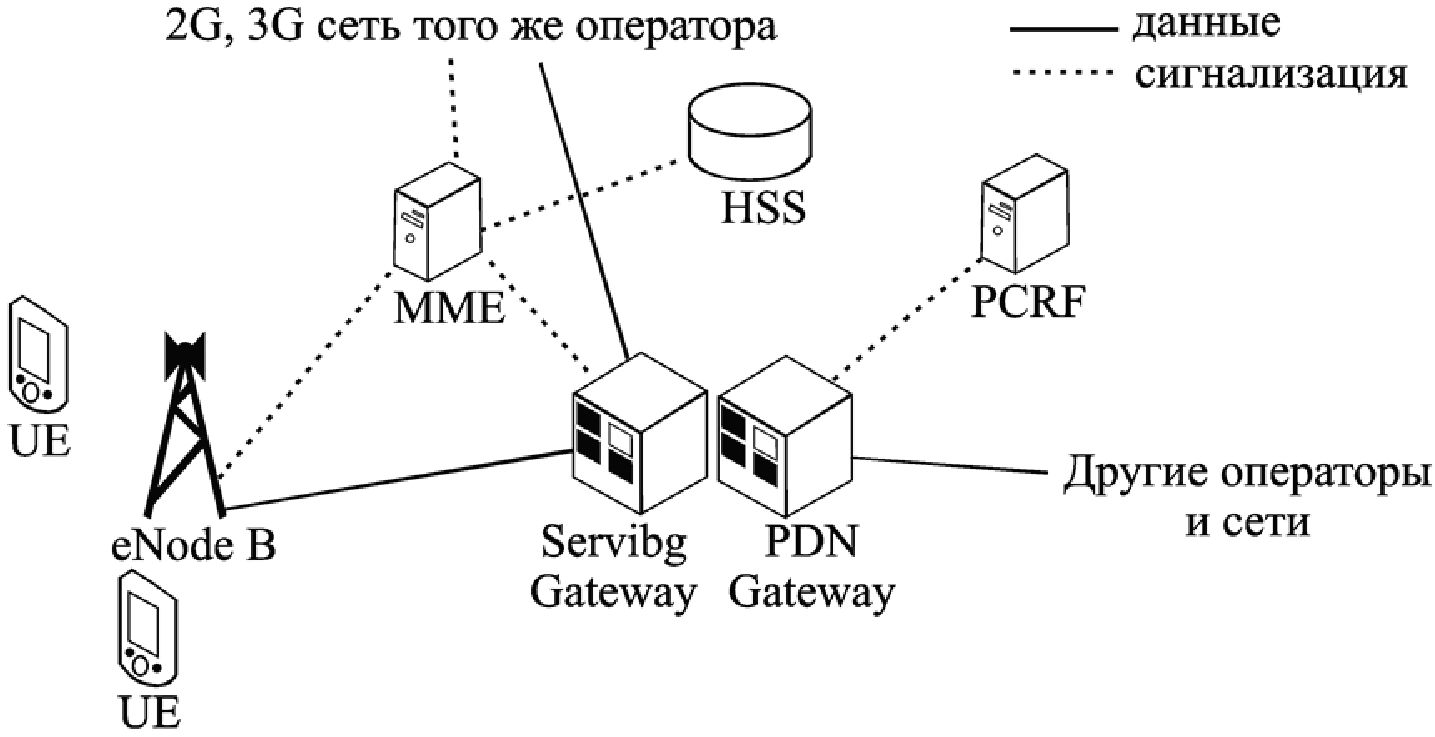 2G, 3G сеть того же оператора
данные
сигнализация
HSS
MME
PCRF
UE
eNode B
Servibg
Gateway
PDN
Gateway
Другие операторы
и сети
UE